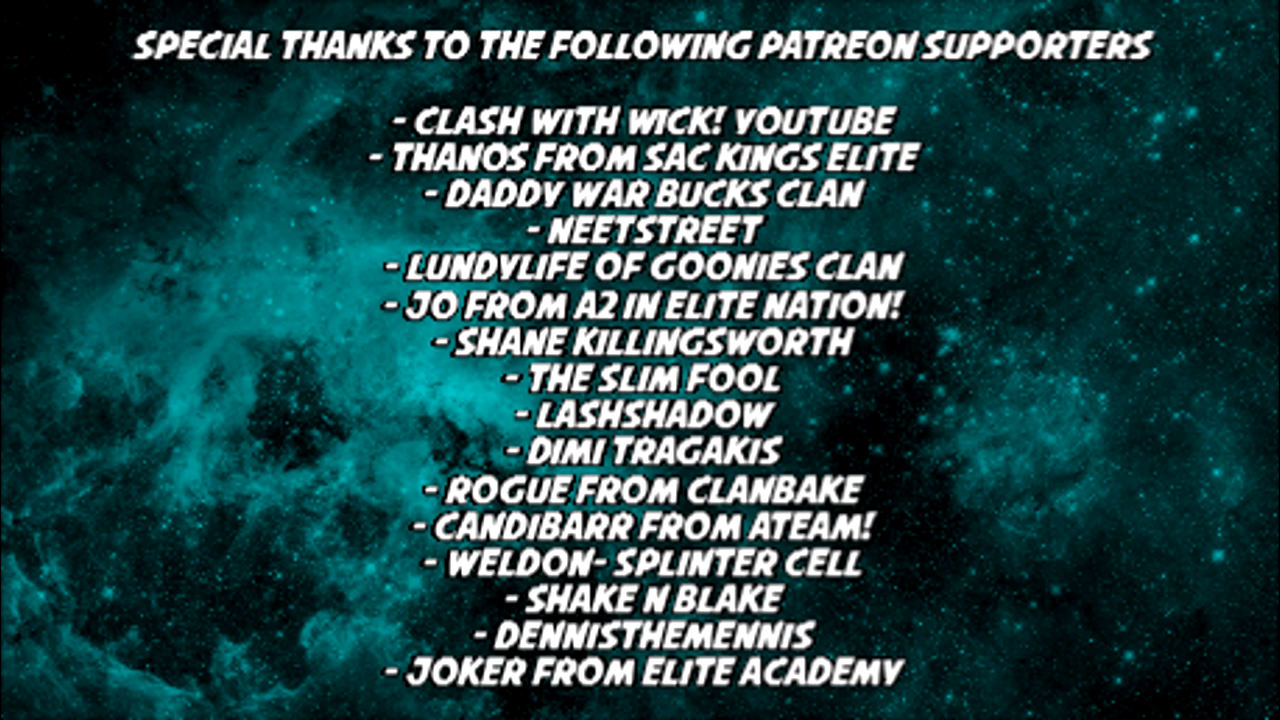 SPECIAL THANKS TO THE FOLLOWING PATREON SUPPORTERS
- CLASH WITH WICK! YOUTUBE
- THANOS FROM SAC KINGS ELITE
- DADDY WAR BUCKS CLAN
- NEETSTREET
- LUNDYLIFE OF GOONIES CLAN
- JO FROM A2 IN ELITE NATION!
- SHANE KILLINGSWORTH
- THE SLIM FOOL
- LASHSHADOW
- DIMI TRAGAKIS
- ROGUE FROM CLANBAKE
- CANDIBARR FROM ATEAM!
- WELDON- SPLINTER CELL
- SHAKE N BLAKE
- DENNISTHEMENNIS
- JOKER FROM ELITE ACADEMY